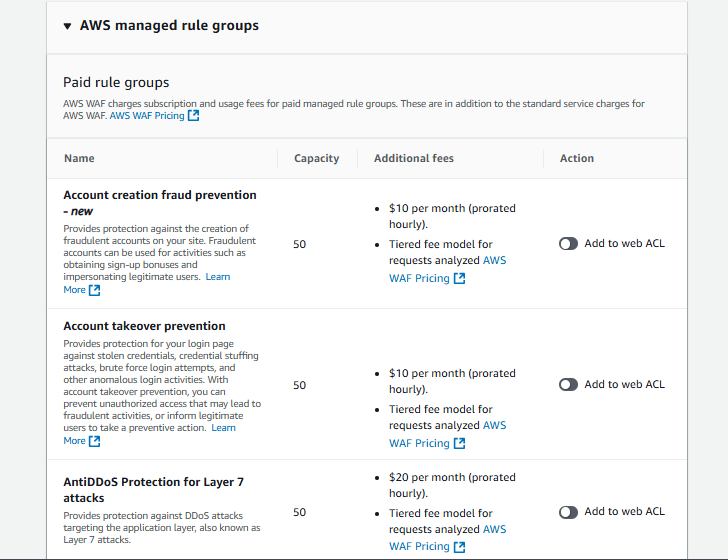 AWS managed rule groups
Paid rule groups
AWS WAF charges subscription and usage fees for paid managed rule groups. These are in addition to the standard service charges for
AWS WAF. AWS WAF Pricing
Name Capacity Additional fees Action
Account creation fraud prevention
- new
Provides protection against the creation of
fraudulent accounts on your site. Fraudulent
accounts can be used for activities such as
obtaining sign-up bonuses and
impersonating legitimate users. Learn
More
50
• $10 per month (prorated
hourly).
• Tiered fee model for
requests analyzed AWS
WAF Pricing
Add to web ACL
Account takeover prevention
Provides protection for your login page
against stolen credentials, credential stuffing
attacks, brute force login attempts, and
other anomalous login activities. With
account takeover prevention, you can
prevent unauthorized access that may lead to
fraudulent activities, or inform legitimate
users to take a preventive action. Learn
More
50
• $10 per month (prorated
hourly).
• Tiered fee model for
requests analyzed AWS
WAF Pricing
Add to web ACL
AntiDDoS Protection for Layer 7
attacks
Provides protection against DDoS attacks
targeting the application layer, also known as
Layer 7 attacks.
50
• $20 per month (prorated
hourly).
• Tiered fee model for
requests analyzed AWS
WAF Pricing
Add to web ACL